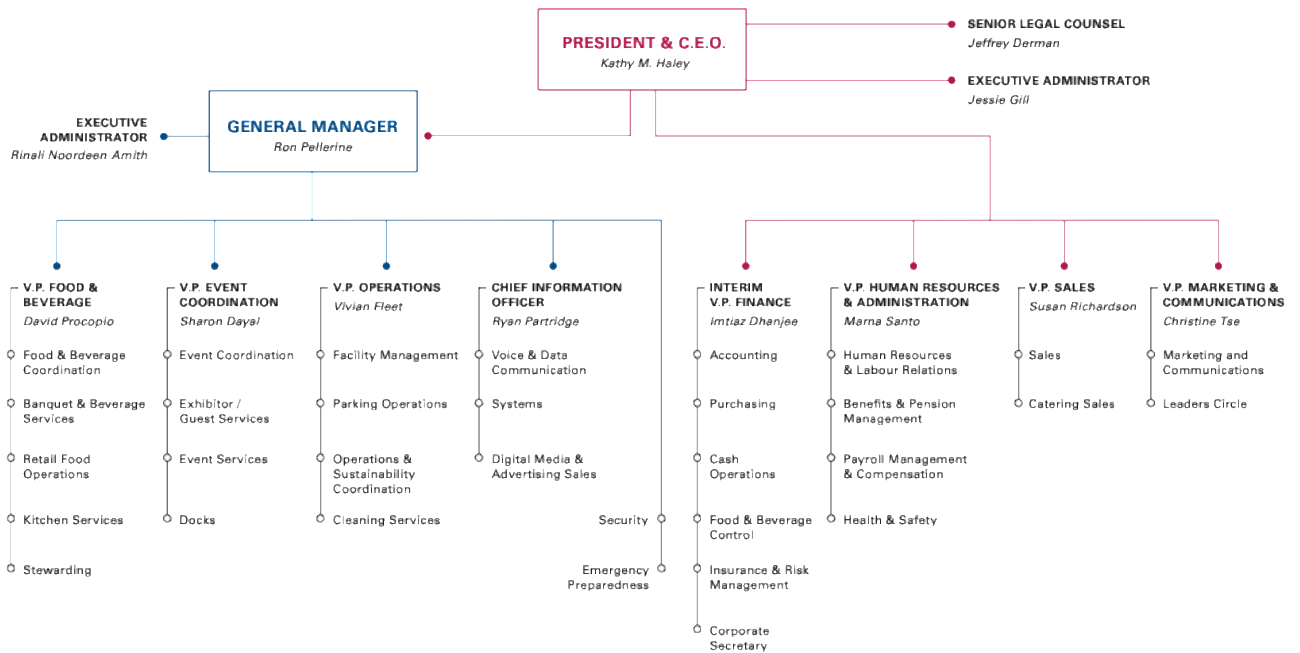 PRESIDENT & C.E.O.
Kathy M. Haley
SENIOR LEGAL COUNSEL
Jeffrey Derman
EXECUTIVE ADMINISTRATOR
Jessie Gill
EXECUTIVE
ADMINISTRATOR
Rinali Noordeen Amith
GENERAL MANAGER
Ron Pellerine
V.P. FOOD &
BEVERAGE
David Procopio
Food & Beverage
Coordination
Banquet & Beverage
Services
Retail Food
Operations
Kitchen Services
Stewarding
V.P. EVENT
COORDINATION
Sharon Dayal
Event Coordination
Exhibitor /
Guest Services
Event Services
Docks
V.P. OPERATIONS
Vivian Fleet
Facility Management
Parking Operations
Operations &
Sustainability
Coordination
Cleaning Services
CHIEF INFORMATION
OFFICER
Ryan Partridge
Voice & Data
Communication
Systems
Digital Media &
Advertising Sales
Security
Emergency
Preparedness
INTERIM
V.P. FINANCE
Imtiaz Dhanjee
Accounting
Purchasing
Cash
Operations
Food & Beverage
Control
Insurance & Risk
Management
Corporate
Secretary
V.P. HUMAN RESOURCES
& ADMINISTRATION
Marna Santo
Human Resources
& Labour Relations
Benefits & Pension
Management
Payroll Management
& Compensation
Health & Safety
V.P. SALES
Susan Richardson
Sales
Catering Sales
V.P. MARKETING &
COMMUNICATIONS
Christine Tse
Marketing and
Communications
Leaders Circle